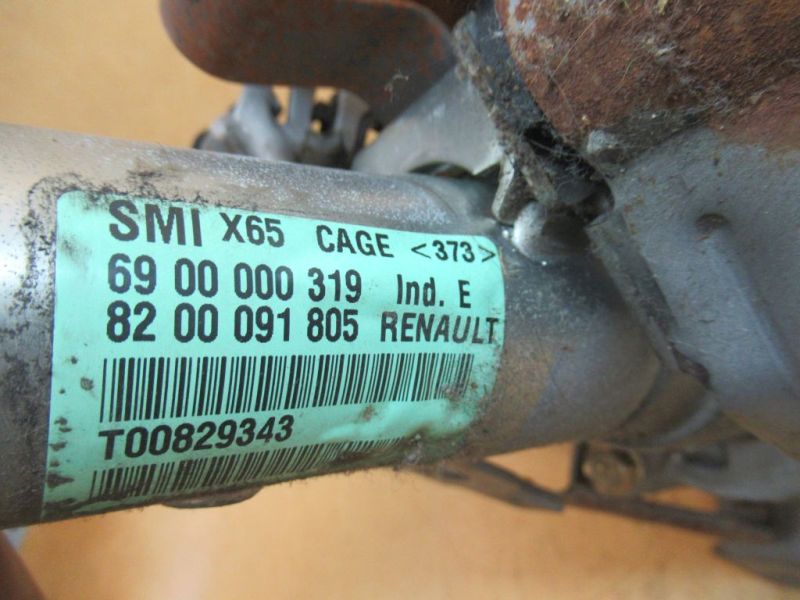 SMI X65 CAGE <373>
69 00 000 319 Ind. E
82 00 091 805 RENAULT
T00829343